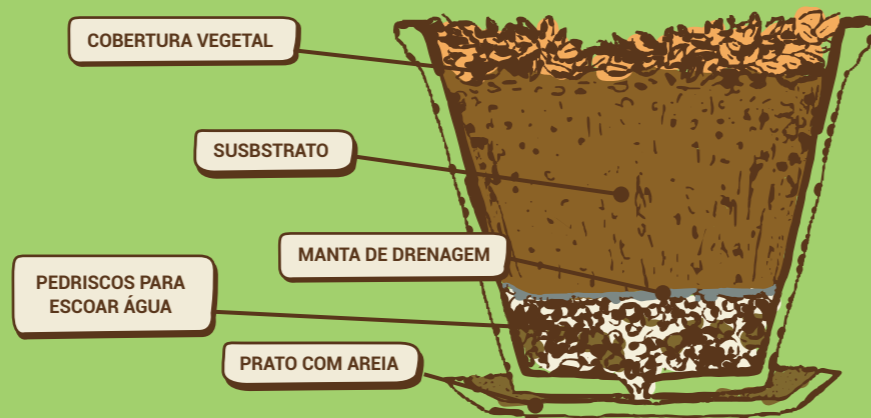 COBERTURA VEGETAL
SUSBSTRATO
MANTA DE DRENAGEM
PEDRISCOS PARA
ESCOAR ÁGUA
PRATO COM AREIA